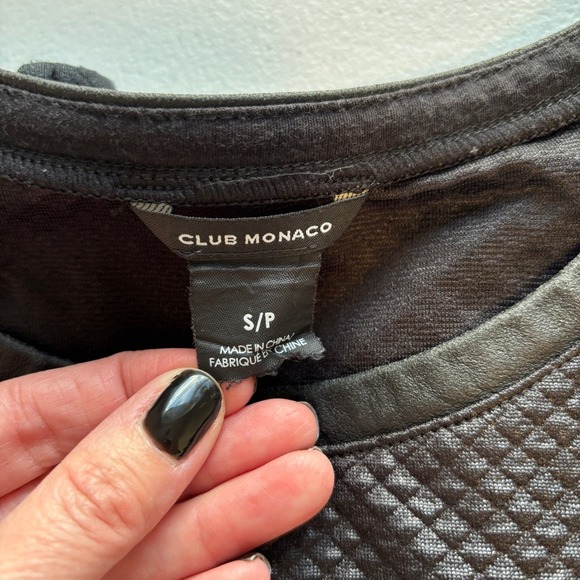 CLUB MONACO
S/P
MADE IN CHINA
FABRIQUE EN CHINE